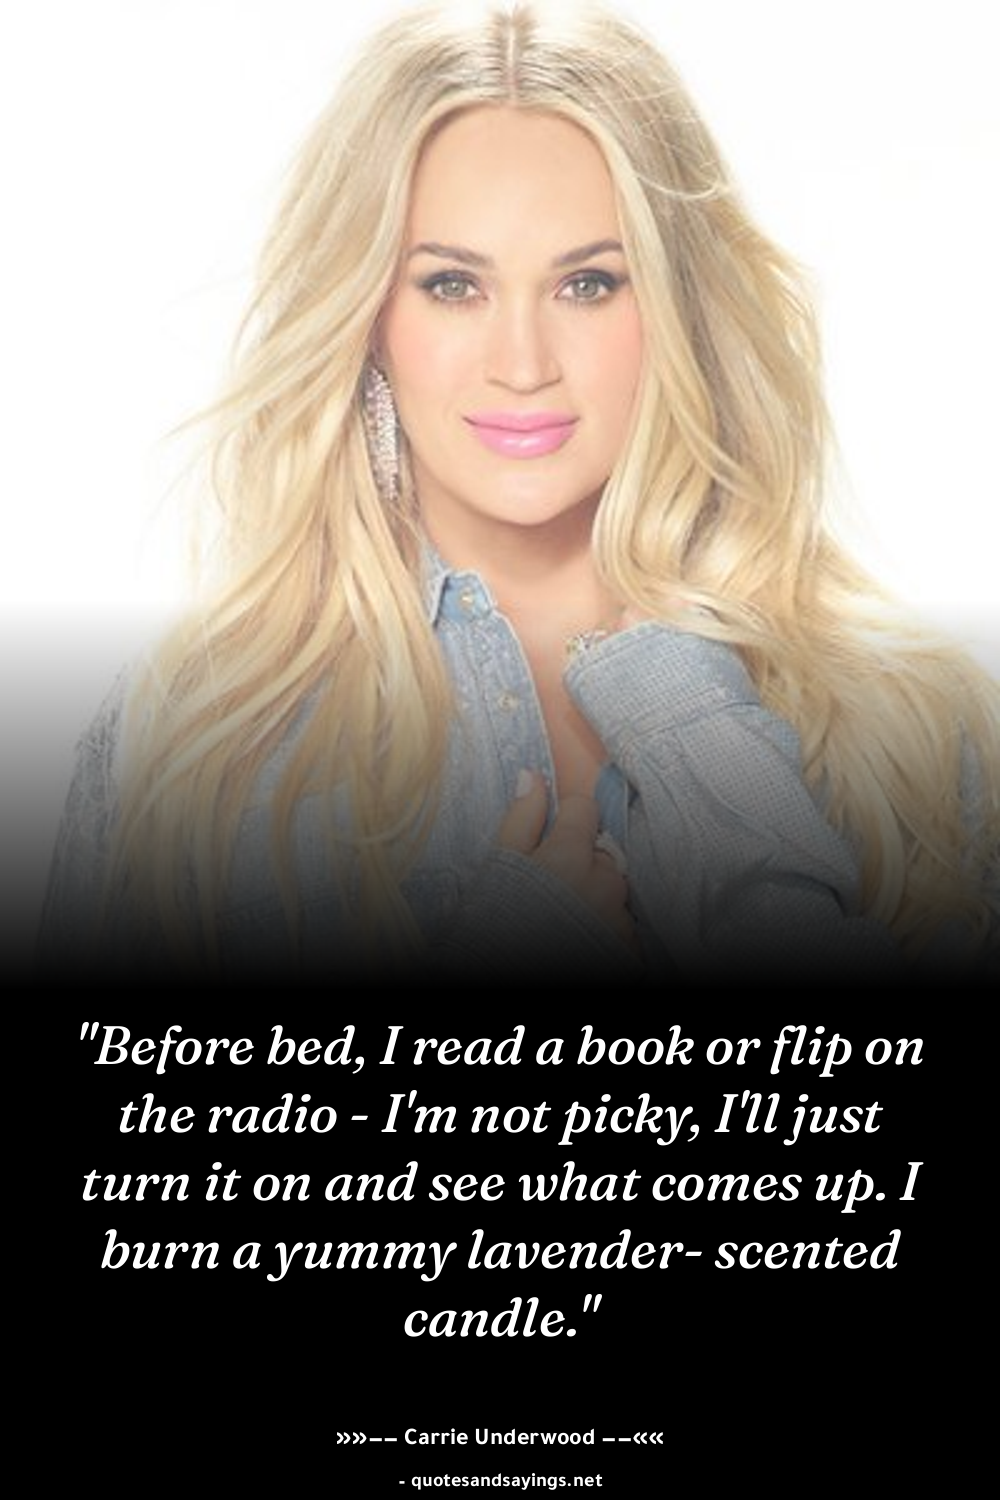 "Before bed, I read a book or flip on
the radio - I'm not picky, I'll just
turn it on and see what comes up. I
burn a yummy lavender- scented
candle."
»»−− Carrie Underwood −−««
- quotesandsayings.net